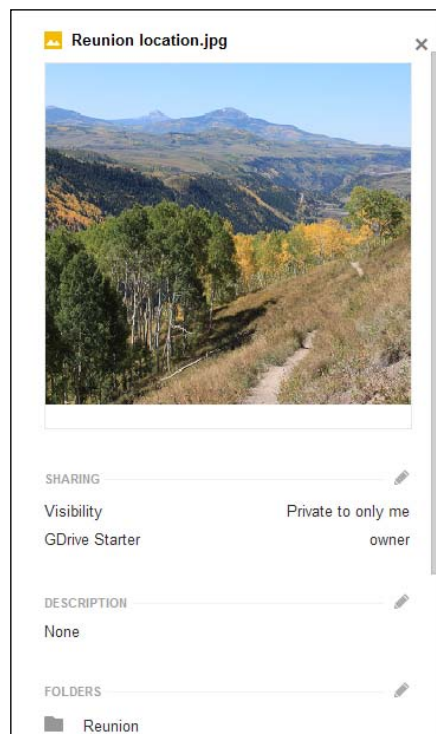 Reunion location.jpg
SHARING
Visibility Private to only me
GDrive Starter owner
DESCRIPTION
None
FOLDERS
Reunion